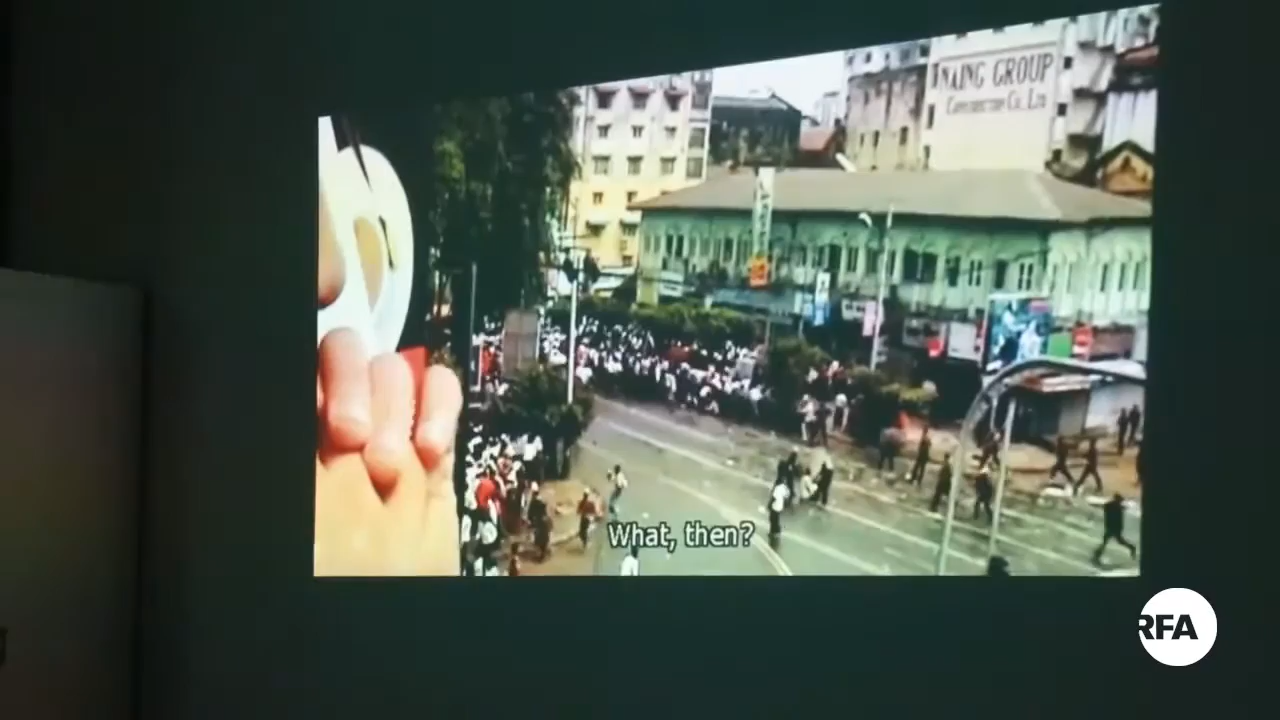 NAING GROUP
Construction Co., Ltd
What, then?
RFA